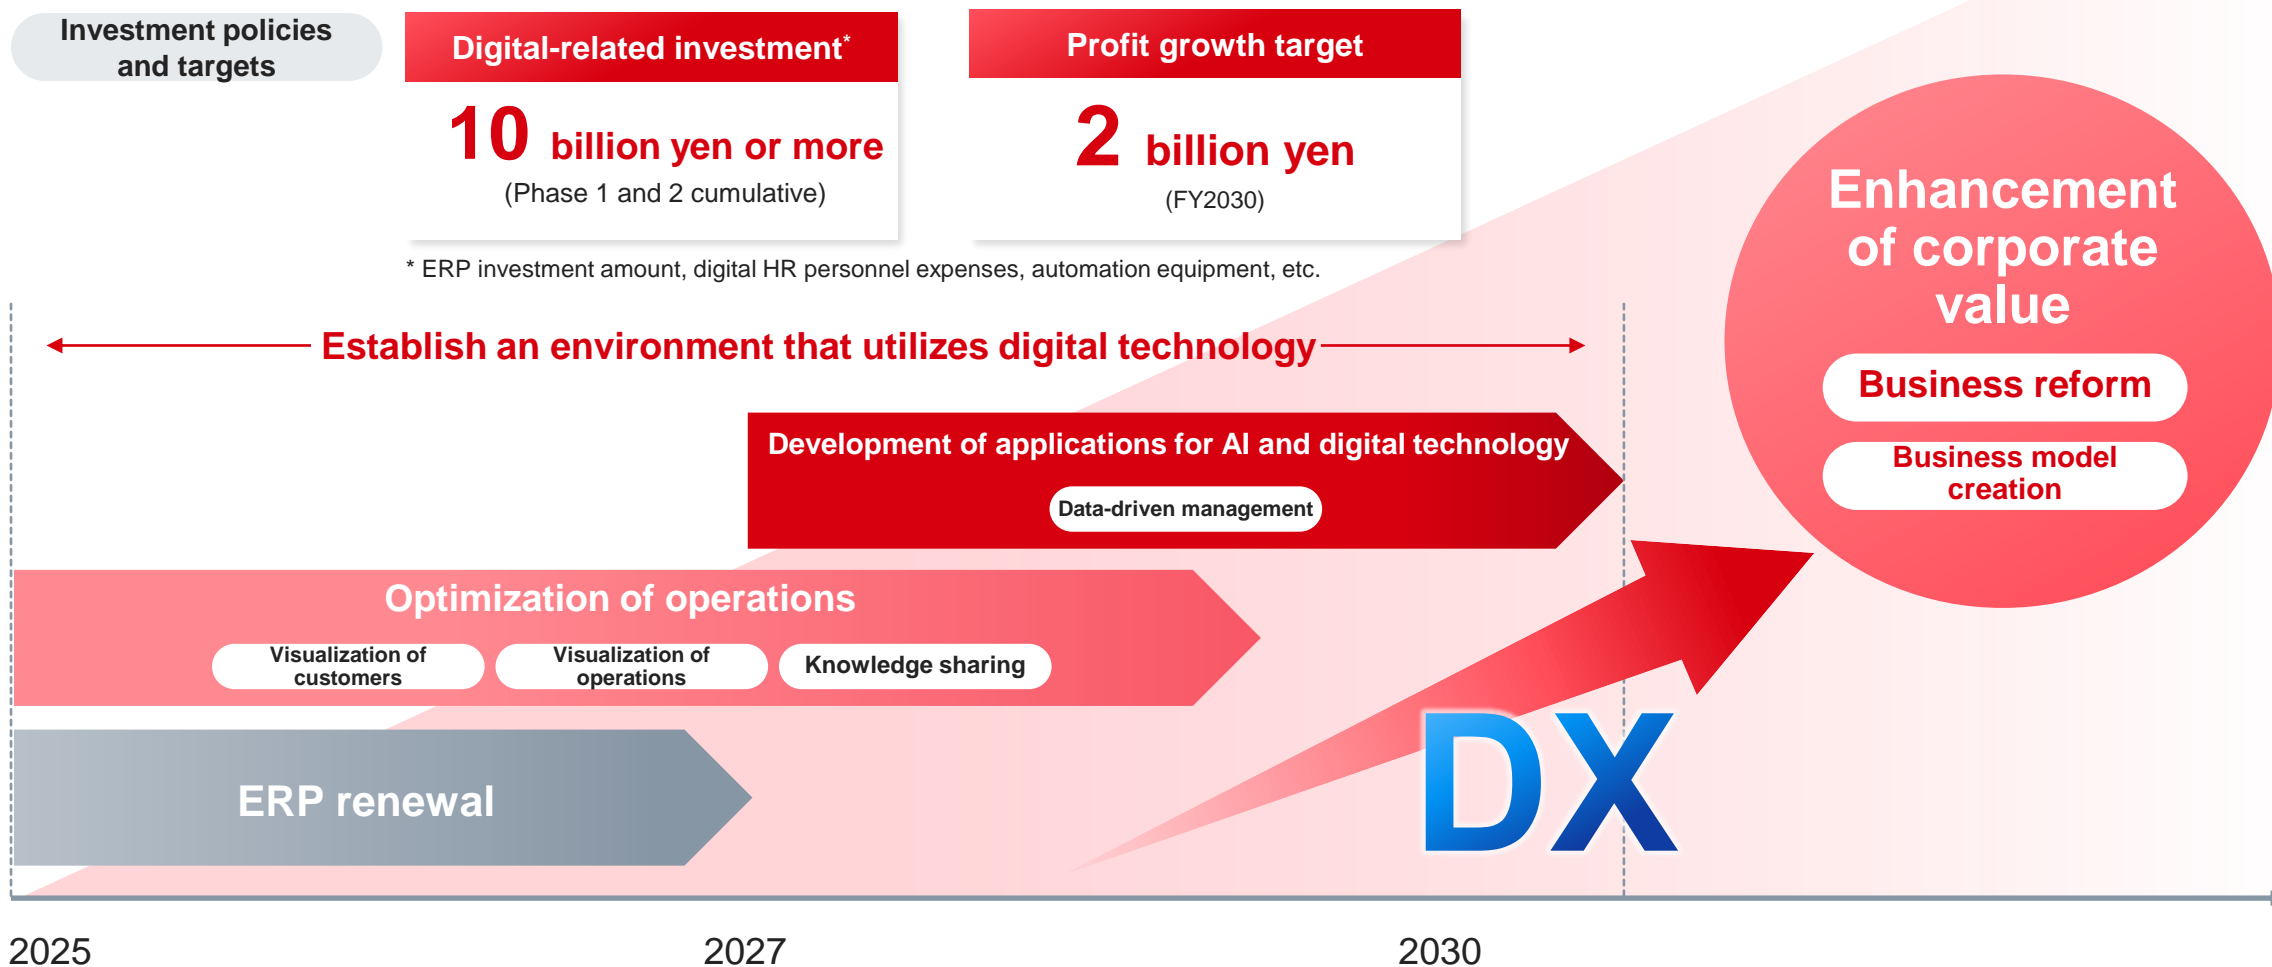 Investment policies
and targets
Digital-related investment*
10 billion yen or more
(Phase 1 and 2 cumulative)
Profit growth target
2 billion yen
(FY2030)
* ERP investment amount, digital HR personnel expenses, automation equipment, etc.
Establish an environment that utilizes digital technology
Enhancement
of corporate
value
Business reform
Business model
creation
Development of applications for AI and digital technology
Data-driven management
Optimization of operations
Visualization of
customers
Visualization of
operations
Knowledge sharing
ERP renewal
DX
2025
2027
2030